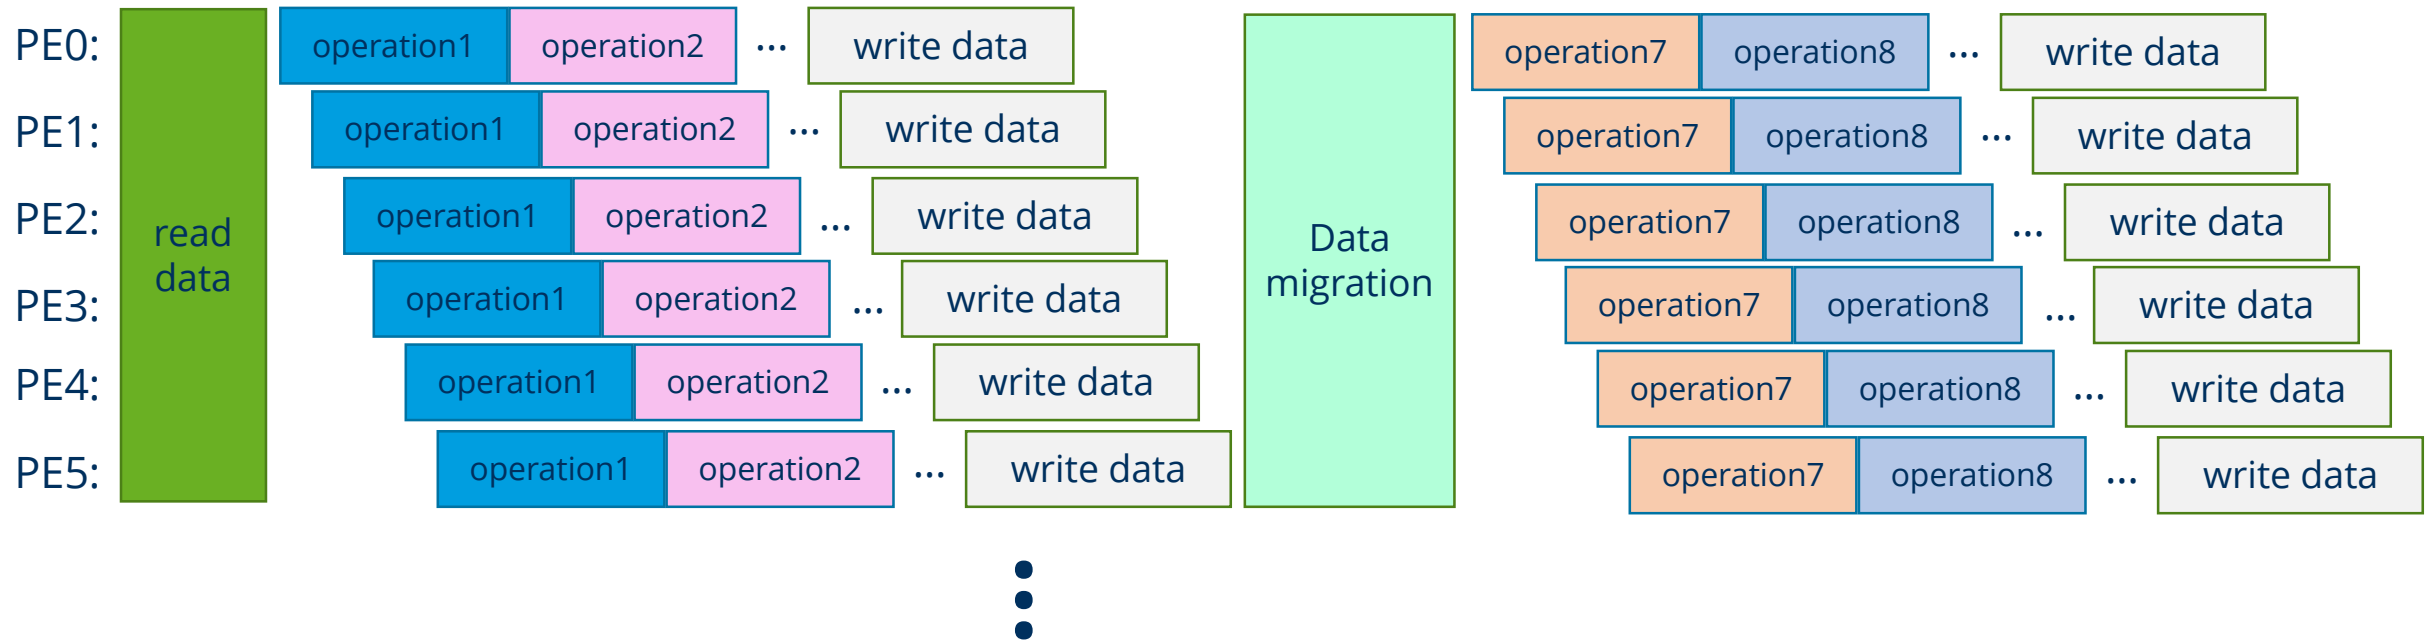 PE0: operation1 operation2 ... write data operation7 operation8 ... write data
PE1: operation1 operation2 ... write data operation7 operation8 ... write data
PE2: operation1 operation2 ... write data operation7 operation8 ... write data
read
data
Data
migration
PE3: operation1 operation2 ... write data operation7 operation8 ... write data
PE4: operation1 operation2 ... write data operation7 operation8 ... write data
PE5: operation1 operation2 ... write data operation7 operation8 ... write data